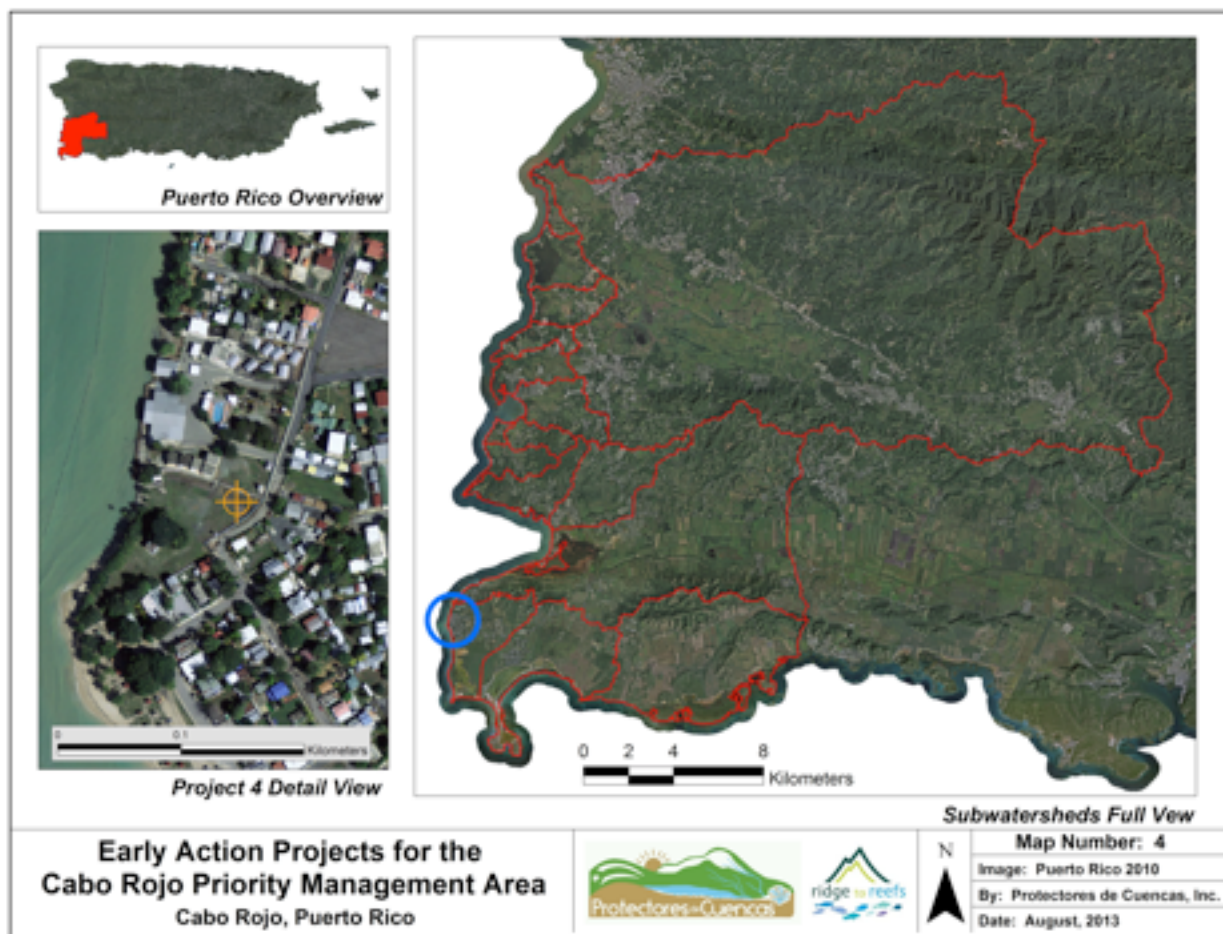 Puerto Rico Overview
0 0.1
Kilometers
Project 4 Detail View
0 2 4 8
Kilometers
Subwatersheds Full Vew
Early Action Projects for the
Cabo Rojo Priority Management Area
Cabo Rojo, Puerto Rico
Protectores de Cuencas
ridge to reefs
N
Map Number: 4
Image: Puerto Rico 2010
By: Protectores de Cuencas, Inc.
Date: August, 2013